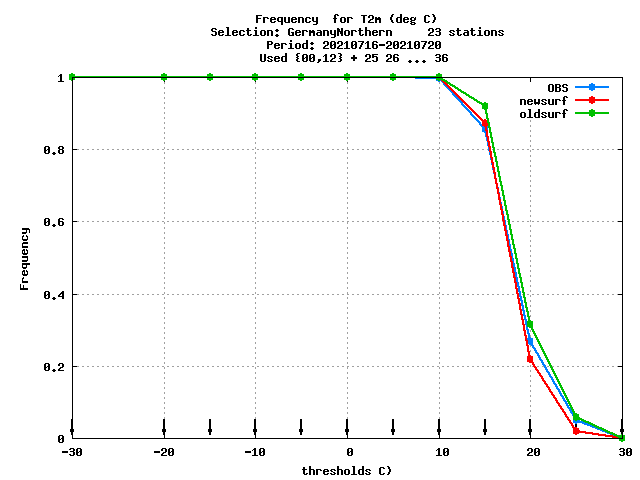 Frequency  for T2m (deg C)
Selection: GermanyNorthern     23 stations
Period: 20210716-20210720
Used {00,12} + 25 26 ... 36
OBS
newsurf
oldsurf
1
0.8
0.6
0.4
0.2
0
Frequency
-30
-20
-10
0
10
20
30
thresholds C)